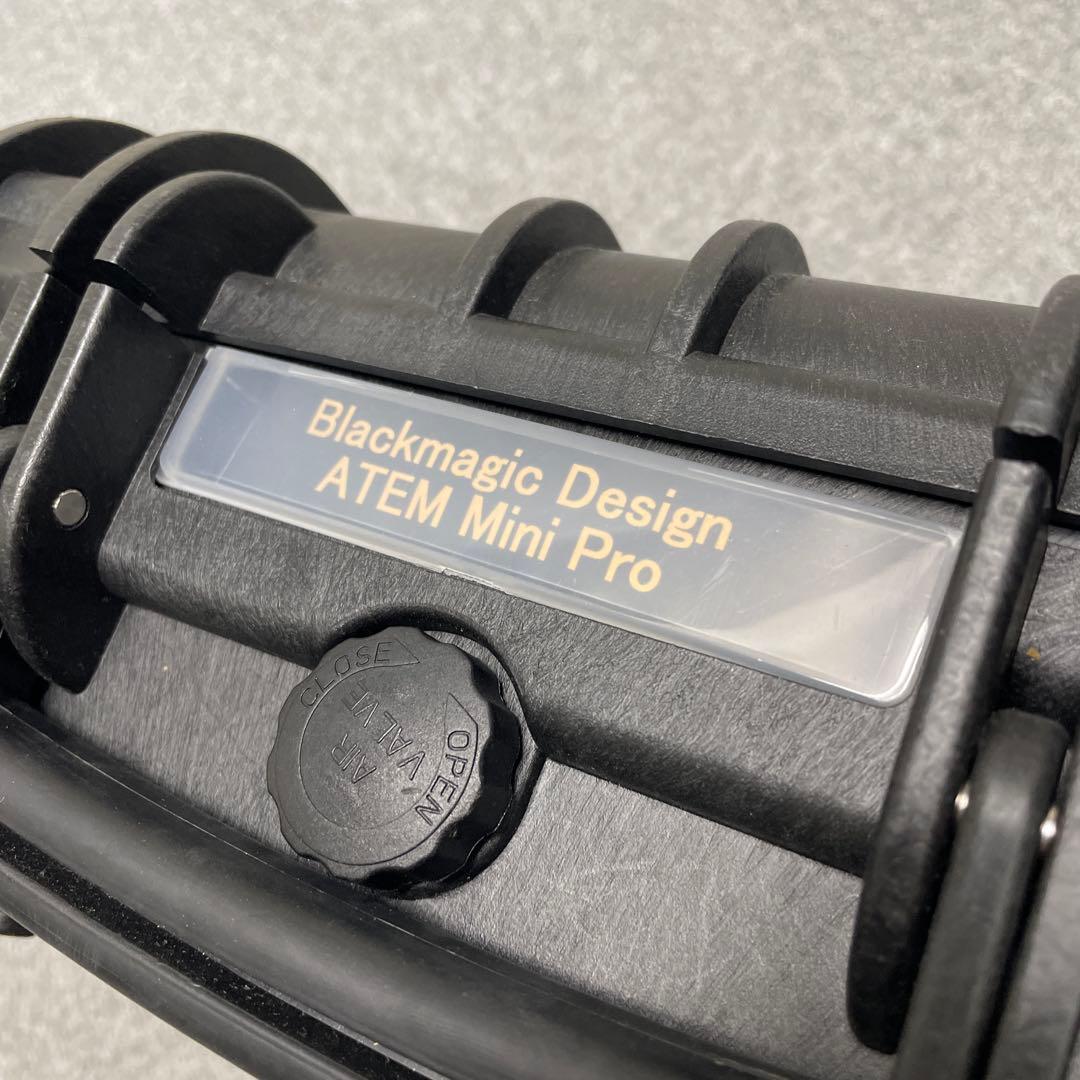 Blackmagic Design
ATEM Mini Pro
CLOSE
AIR
VALVE
OPEN